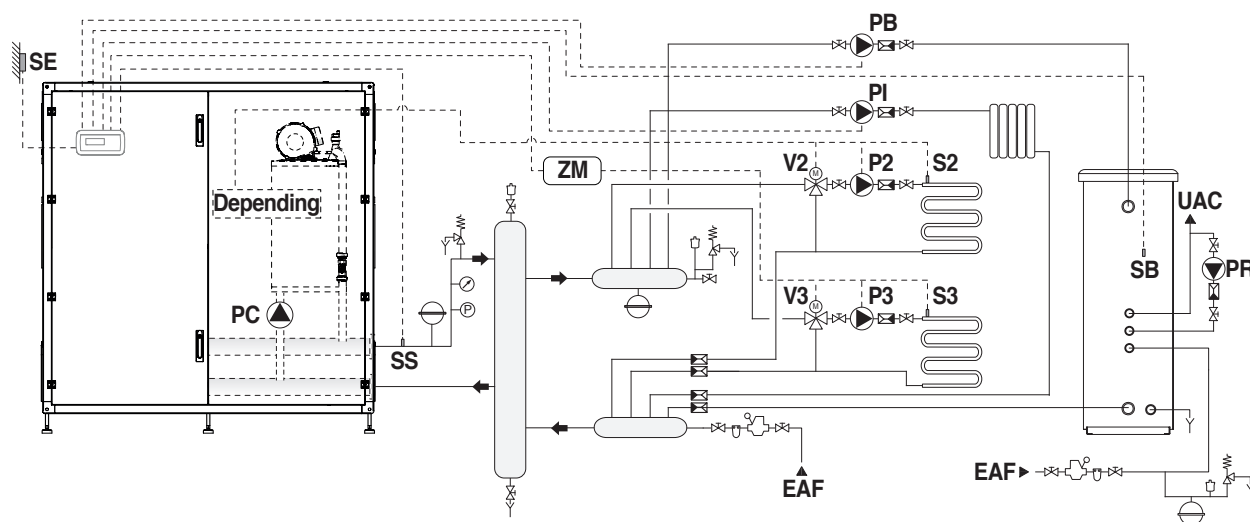 PB
SE
PI
V2
P2
S2
ZM
M
Depending
UAC
SB
PR
V3
P3
S3
M
PC
P
SS
EAF
EAF